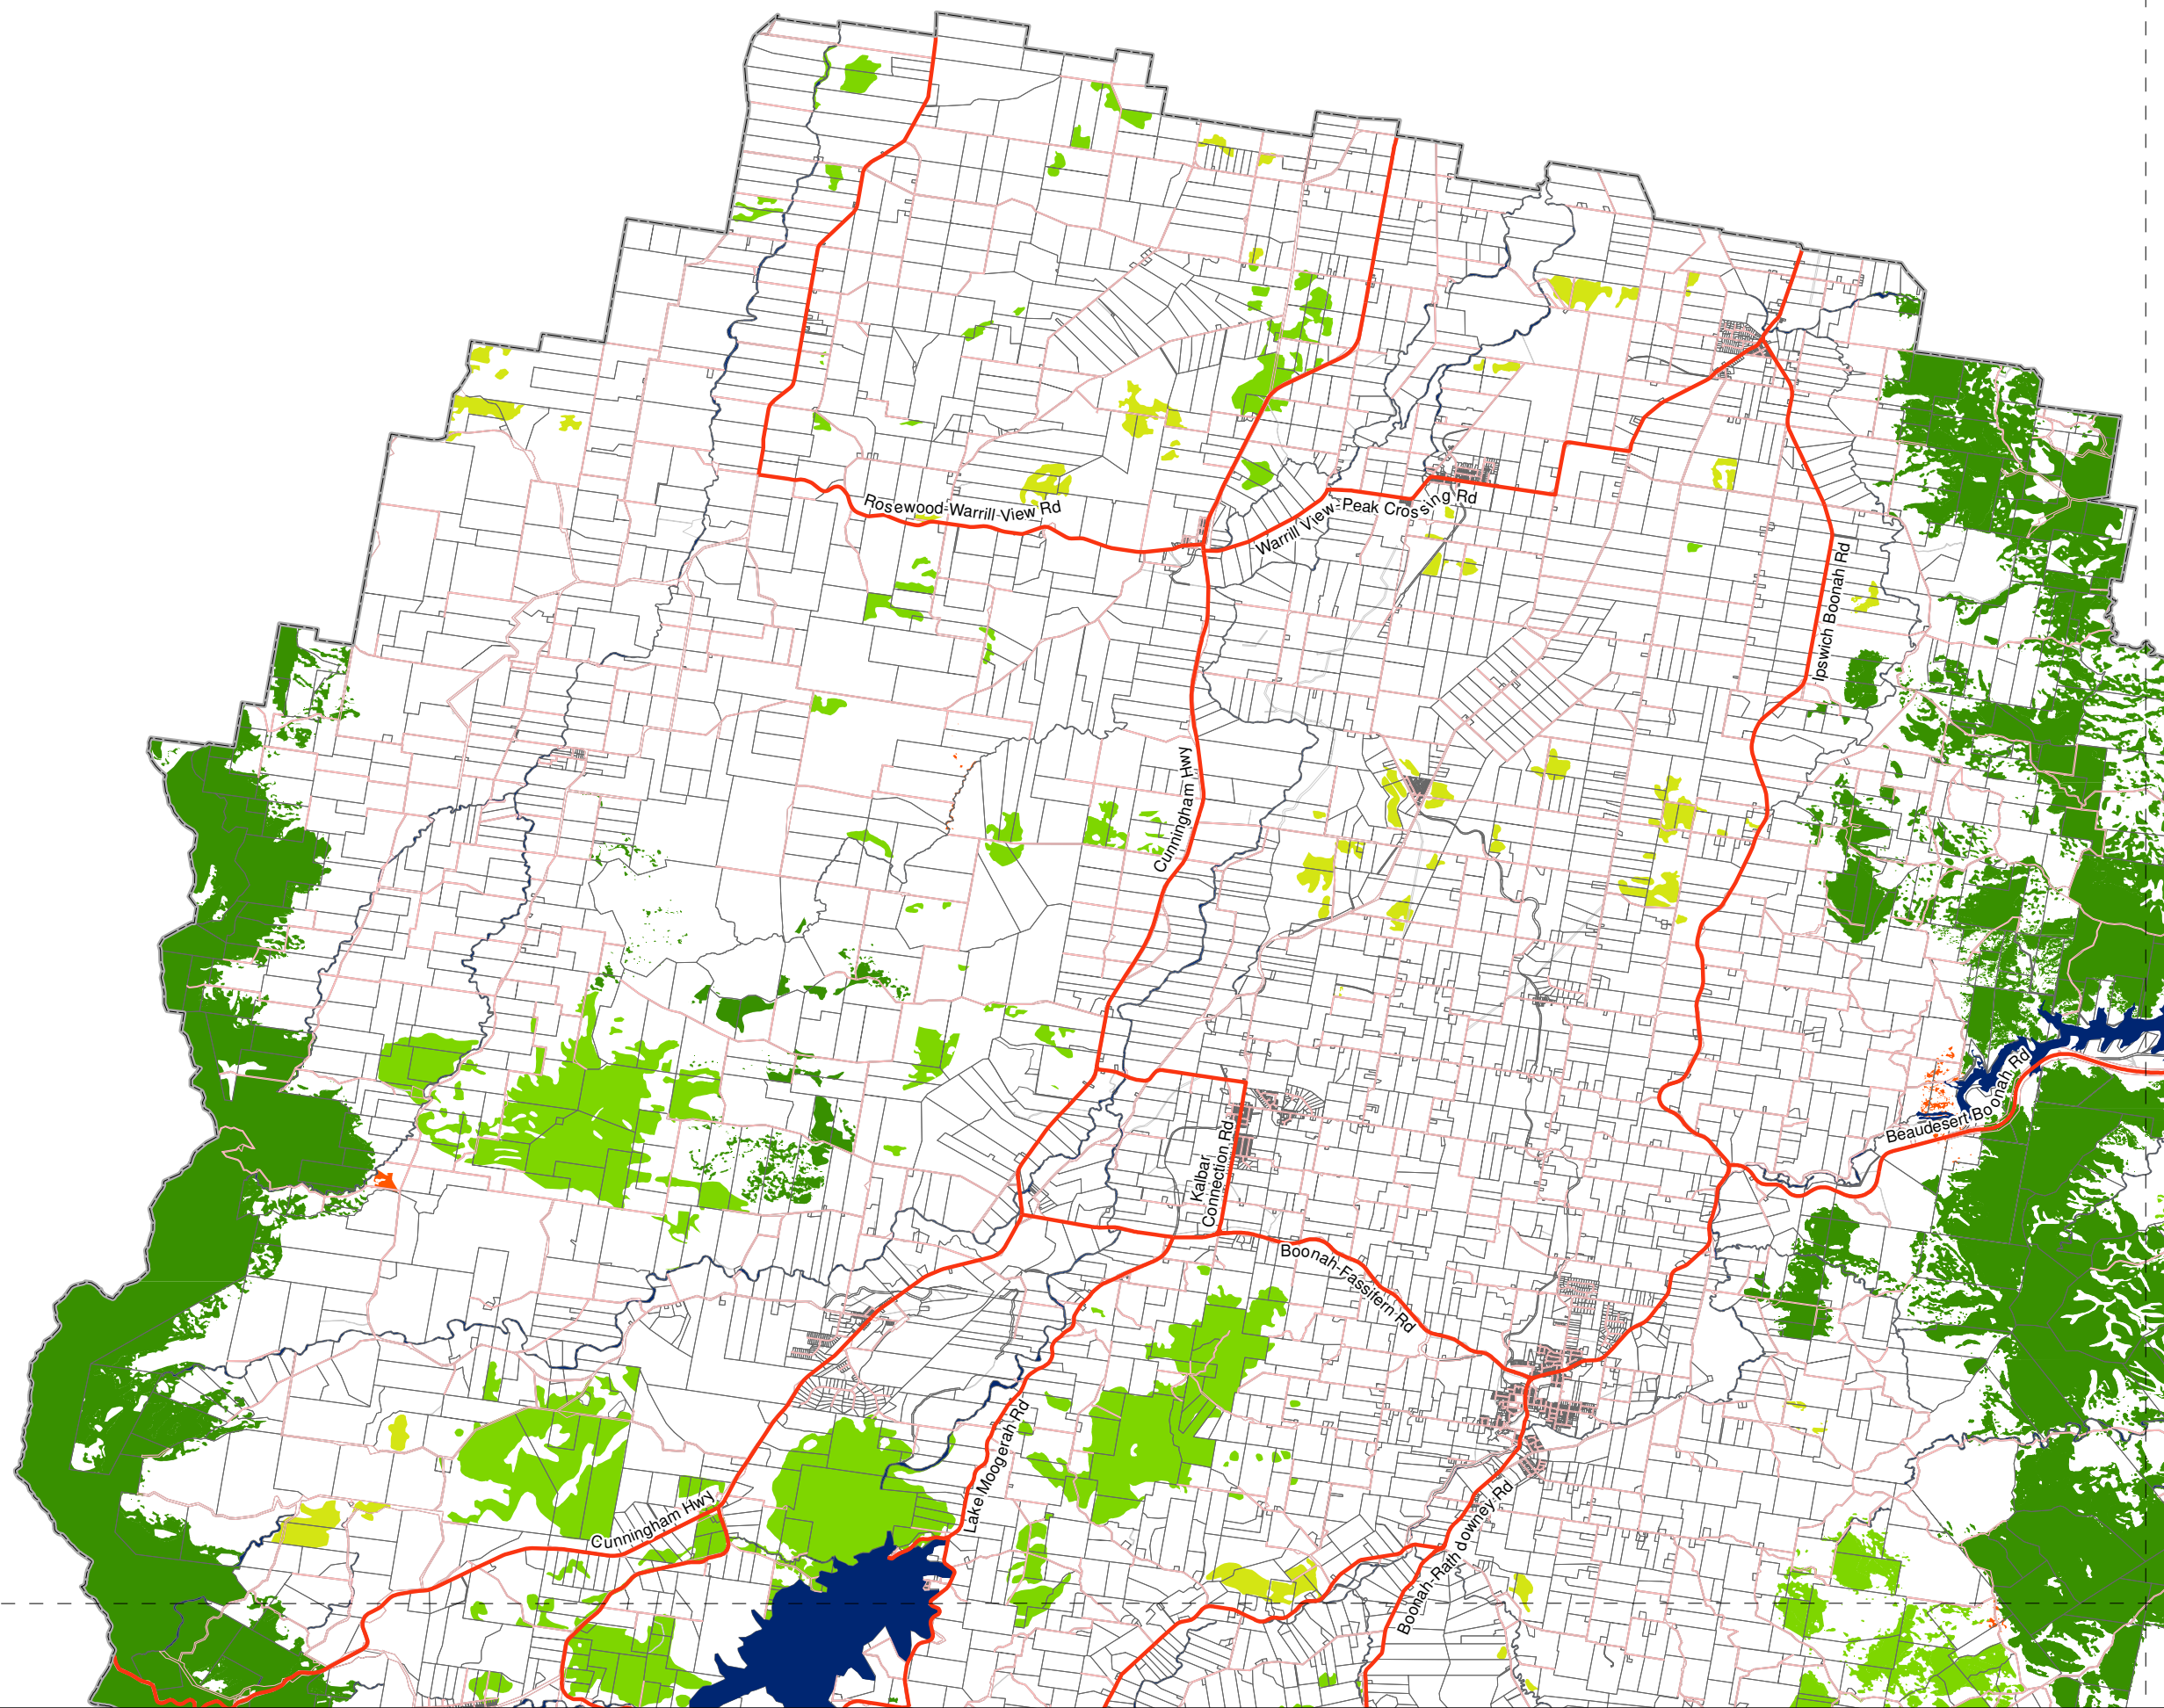 Rosewood-Warrill View Rd
Warrill View-Peak Crossing Rd
Ipswich Boonah Rd
Cunningham Hwy
Beaudesert Boonah Rd
Kalbar
Connection Rd
Boonah-Fassifern Rd
Lake Moogerah Rd
Cunningham Hwy
Boonah-Rathdowney Rd